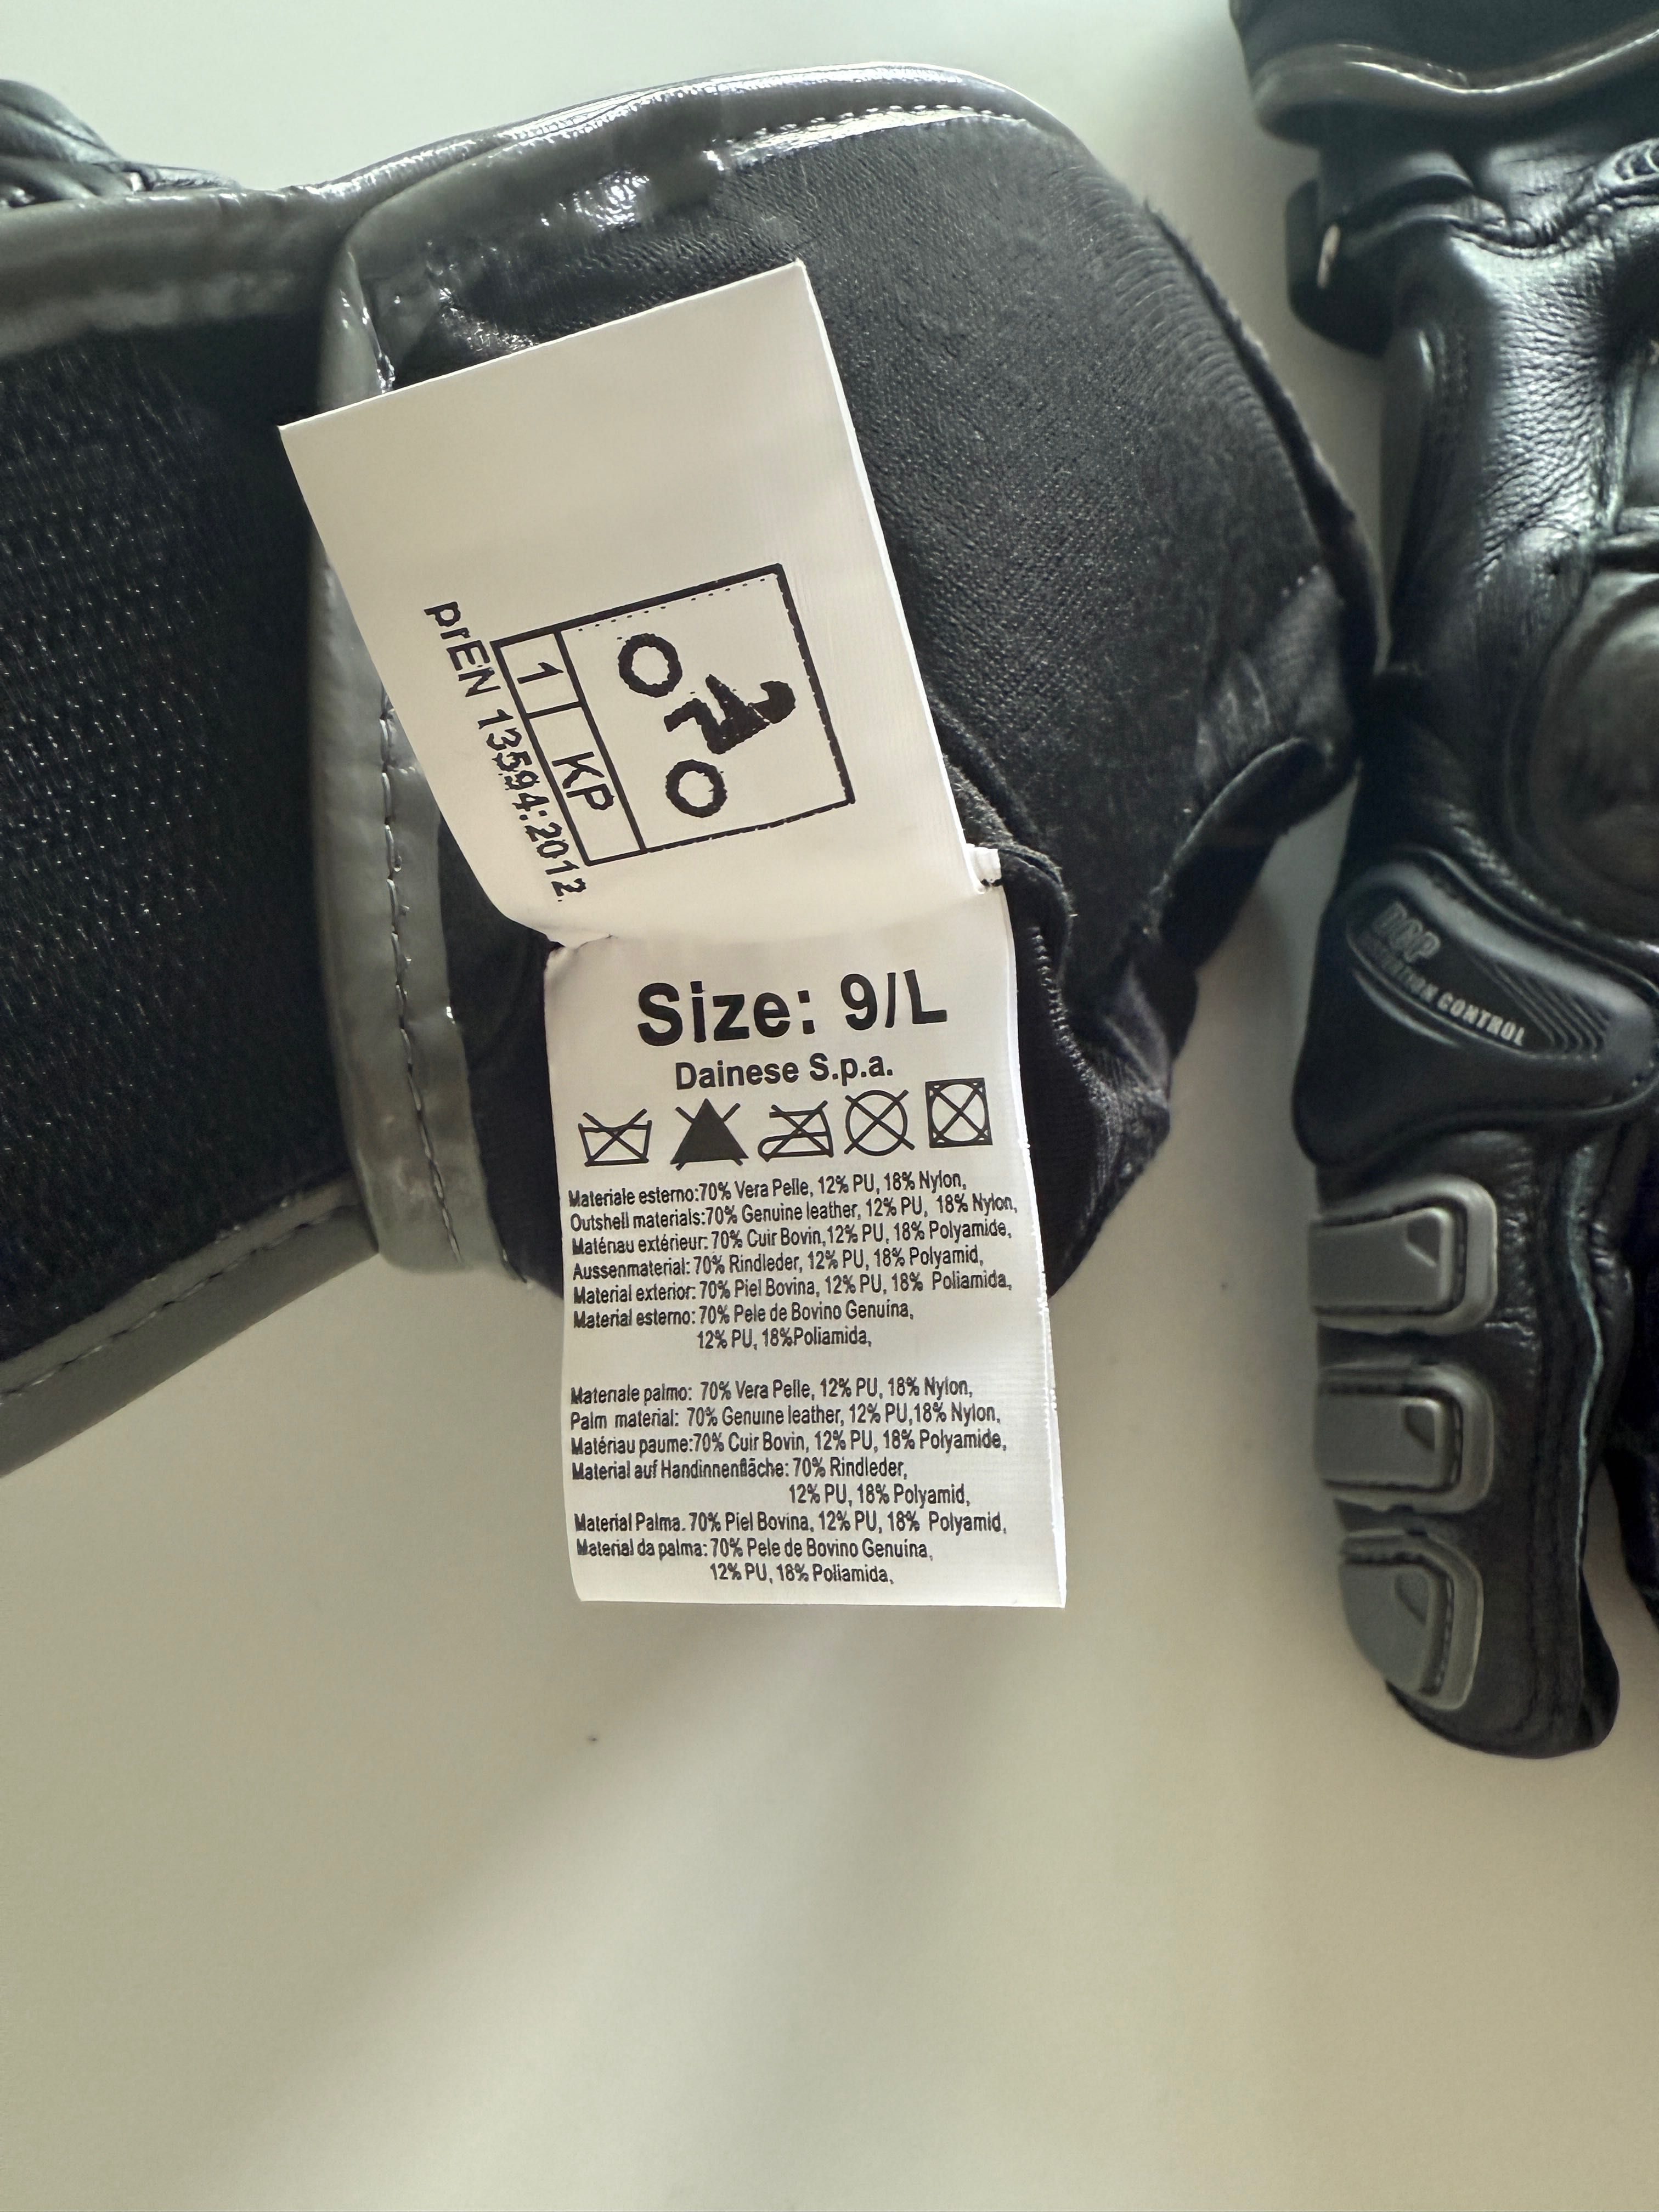 1 KP
prEN 13594:2012
Size: 9/L
Dainese S.p.a.
Materiale esterno:70% Vera Pelle, 12% PU, 18% Nylon,
Outshell materials:70% Genuine leather, 12% PU, 18% Nylon,
Maténau extérieur: 70% Cuir Bovin,12% PU, 18% Polyamide,
Aussenmaterial: 70% Rindleder, 12% PU, 18% Polyamid,
Material exterior: 70% Piel Bovina, 12% PU, 18% Poliamida,
Material esterno: 70% Pele de Bovino Genuína,
12% PU, 18%Poliamida,
Materiale palmo: 70% Vera Pelle, 12% PU, 18% Nylon,
Palm material: 70% Genuine leather, 12% PU,18% Nylon,
Matériau paume:70% Cuir Bovin, 12% PU, 18% Polyamide,
Material auf Handinnenfläche: 70% Rindleder,
12% PU, 18% Polyamid,
Material Palma. 70% Piel Bovina, 12% PU, 18% Polyamid,
Material da palma: 70% Pele de Bovino Genuína,
12% PU, 18% Poliamida,
CONTROL